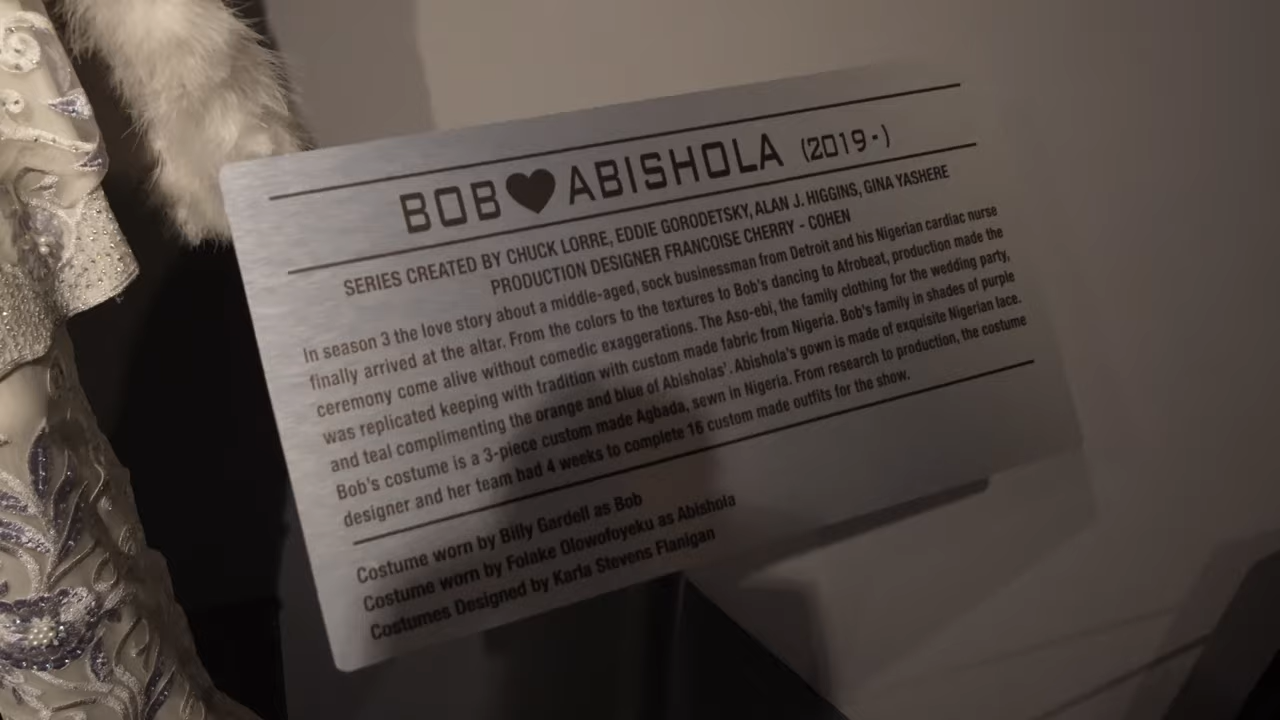 BOB♥ABISHOLA (2019-)
SERIES CREATED BY CHUCK LORRE, EDDIE GORODETSKY, ALAN J. HIGGINS, GINA YASHERE
PRODUCTION DESIGNER FRANCOISE CHERRY - COHEN
In season 3 the love story about a middle-aged, sock businessman from Detroit and his Nigerian cardiac nurse
finally arrived at the altar. From the colors to the textures to Bob's dancing to Afrobeat, production made the
ceremony come alive without comedic exaggerations. The Aso-ebi, the family clothing for the wedding party,
was replicated keeping with tradition with custom made fabric from Nigeria. Bob's family in shades of purple
and teal complimenting the orange and blue of Abisholas'. Abishola's gown is made of exquisite Nigerian lace.
Bob's costume is a 3-piece custom made Agbada, sewn in Nigeria. From research to production, the costume
designer and her team had 4 weeks to complete 16 custom made outfits for the show.
Costume worn by Billy Gardell as Bob
Costume worn by Folake Olowofoyeku as Abishola
Costumes Designed by Karla Stevens Flanigan